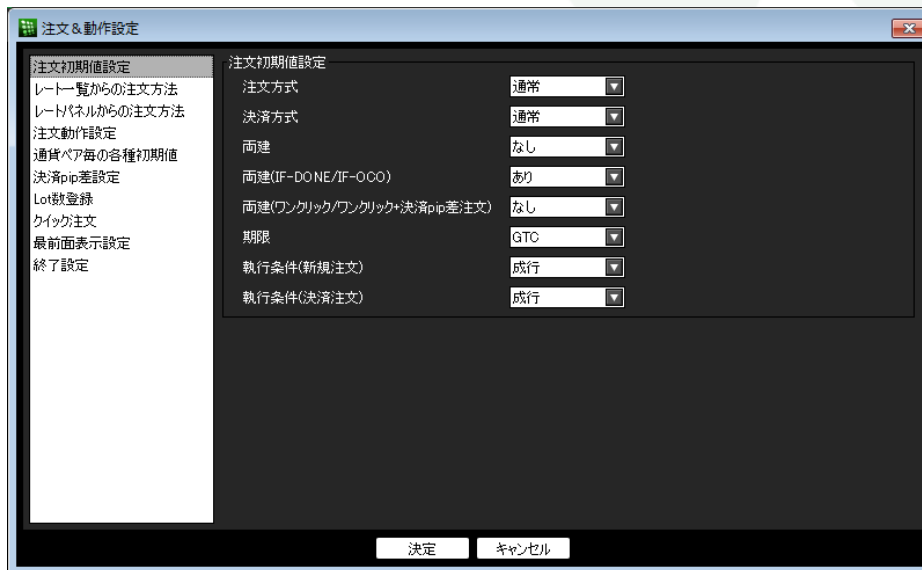 注文＆動作設定
注文初期値設定
レート一覧からの注文方法
レートパネルからの注文方法
注文動作設定
通貨ペア毎の各種初期値
決済pip差設定
Lot数登録
クイック注文
最前面表示設定
終了設定
注文初期値設定
注文方式 通常
決済方式 通常
両建 なし
両建(IF-DONE/IF-OCO) あり
両建(ワンクリック/ワンクリック+決済pip差注文) なし
期限 GTC
執行条件(新規注文) 成行
執行条件(決済注文) 成行
決定 キャンセル